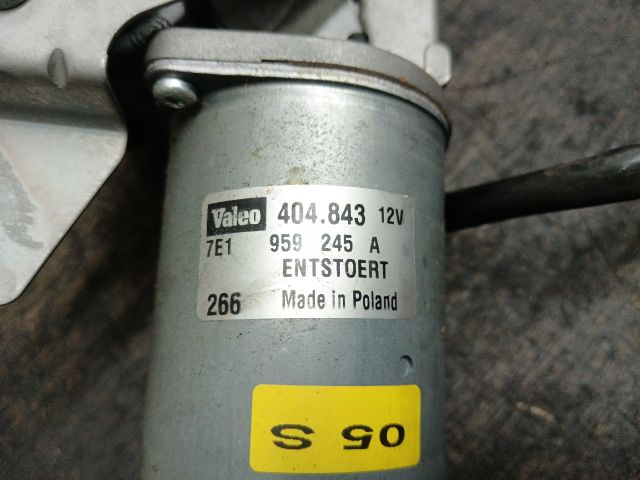 Valeo 404.843 12V
7E1 959 245 A
ENTSTOERT
266 Made in Poland
05 S